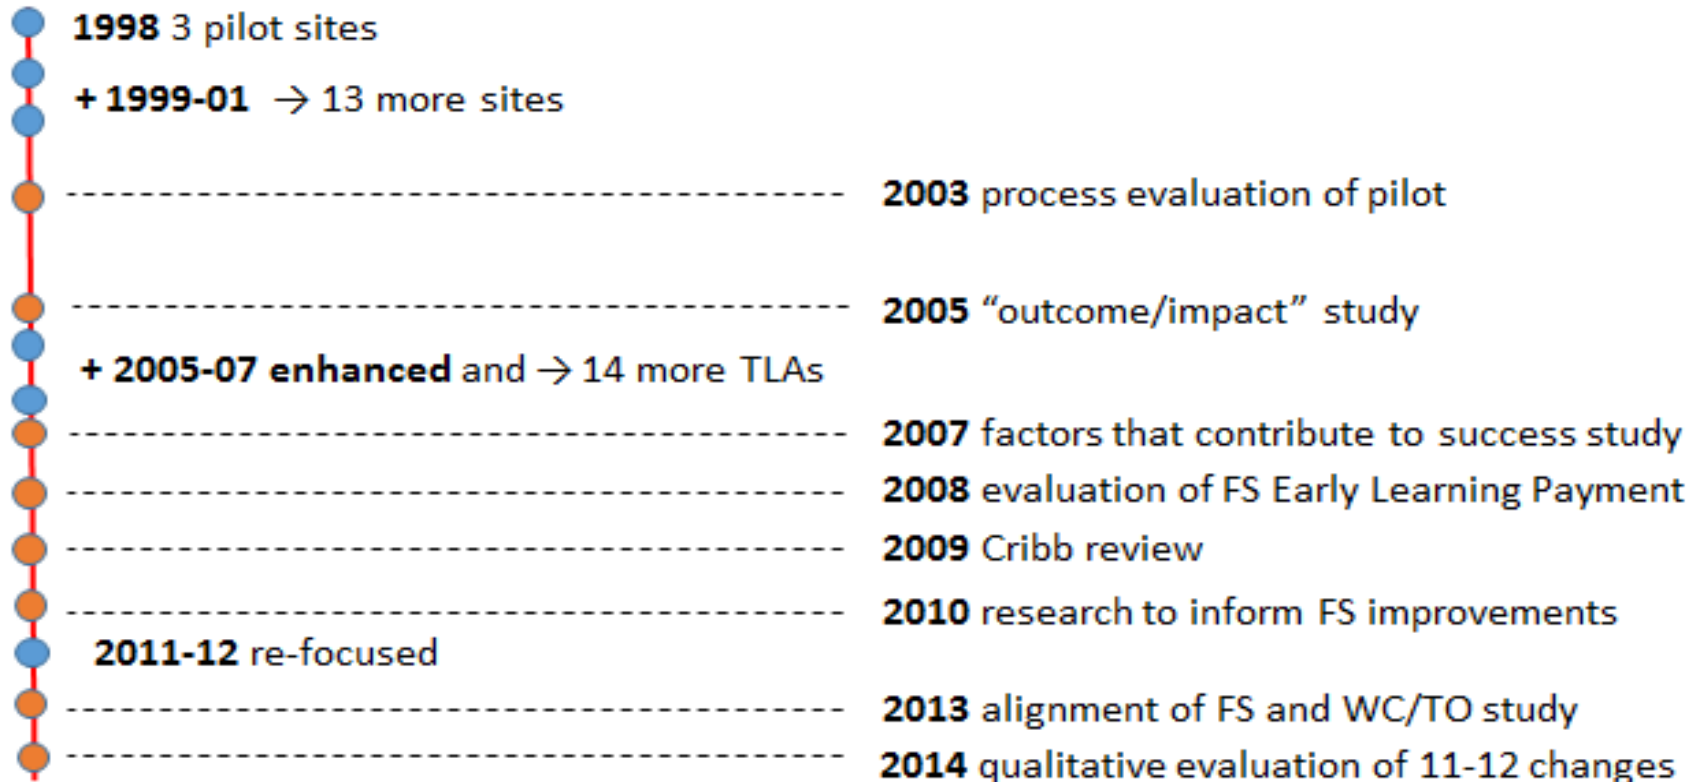 1998 3 pilot sites
+ 1999-01 → 13 more sites
2003 process evaluation of pilot
2005 “outcome/impact” study
+ 2005-07 enhanced and → 14 more TLAs
2007 factors that contribute to success study
2008 evaluation of FS Early Learning Payment
2009 Cribb review
2010 research to inform FS improvements
2011-12 re-focused
2013 alignment of FS and WC/TO study
2014 qualitative evaluation of 11-12 changes